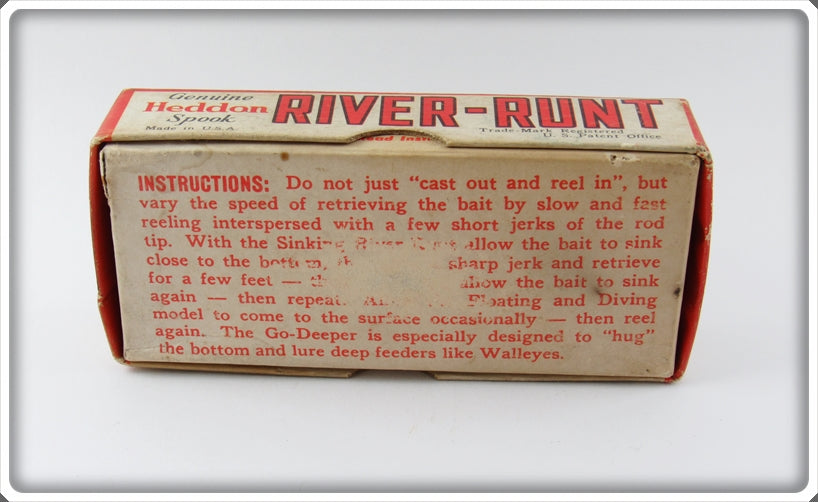 Genuine
Heddon
Spook
Made in U.S.A.
RIVER-RUNT
Trade-Mark Registered
U. S. Patent Office
INSTRUCTIONS: Do not just "cast out and reel in", but
vary the speed of retrieving the bait by slow and fast
reeling interspersed with a few short jerks of the rod
tip. With the Sinking River Runt allow the bait to sink
close to the bottom, sharp jerk and retrieve
for a few feet — allow the bait to sink
again — then repeat. Floating and Diving
model to come to the surface occasionally — then reel
again. The Go-Deeper is especially designed to "hug"
the bottom and lure deep feeders like Walleyes.